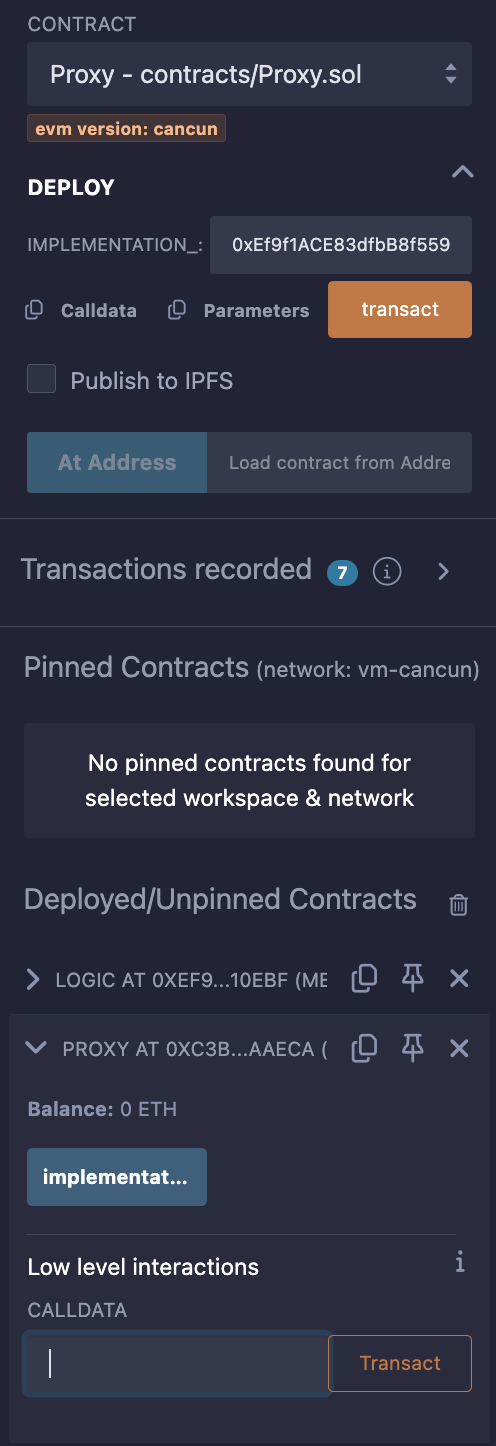 CONTRACT
Proxy - contracts/Proxy.sol
evm version: cancun
DEPLOY
IMPLEMENTATION_: 0xEf9f1ACE83dfbB8f559
Calldata Parameters transact
Publish to IPFS
At Address Load contract from Addre
Transactions recorded 7
Pinned Contracts (network: vm-cancun)
No pinned contracts found for
selected workspace & network
Deployed/Unpinned Contracts
LOGIC AT 0XEF9...10EBF (ME
PROXY AT 0XC3B...AAECA (
Balance: 0 ETH
implementat...
Low level interactions
CALLDATA
Transact